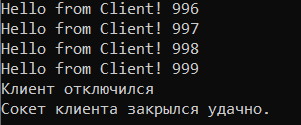 Hello from Client! 996
Hello from Client! 997
Hello from Client! 998
Hello from Client! 999
Клиент отключился
Сокет клиента закрылся удачно.